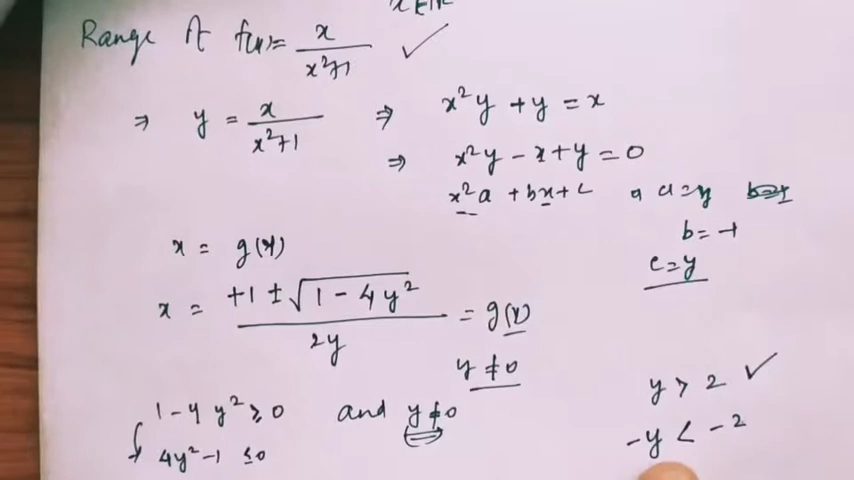 x ∈ R
Range of f(x) = x / (x²+1) ✓
⇒ y = x / (x²+1) ⇒ x²y + y = x
⇒ x²y - x + y = 0
x²a + bx + c , a = y
b = -1
x = g(y)
c = y
x = (+1 ± √(1 - 4y²)) / 2y = g(y)
y ≠ 0
1 - 4y² ≥ 0 and y ≠ 0
y > 2 ✓
4y² - 1 ≤ 0
-y < -2